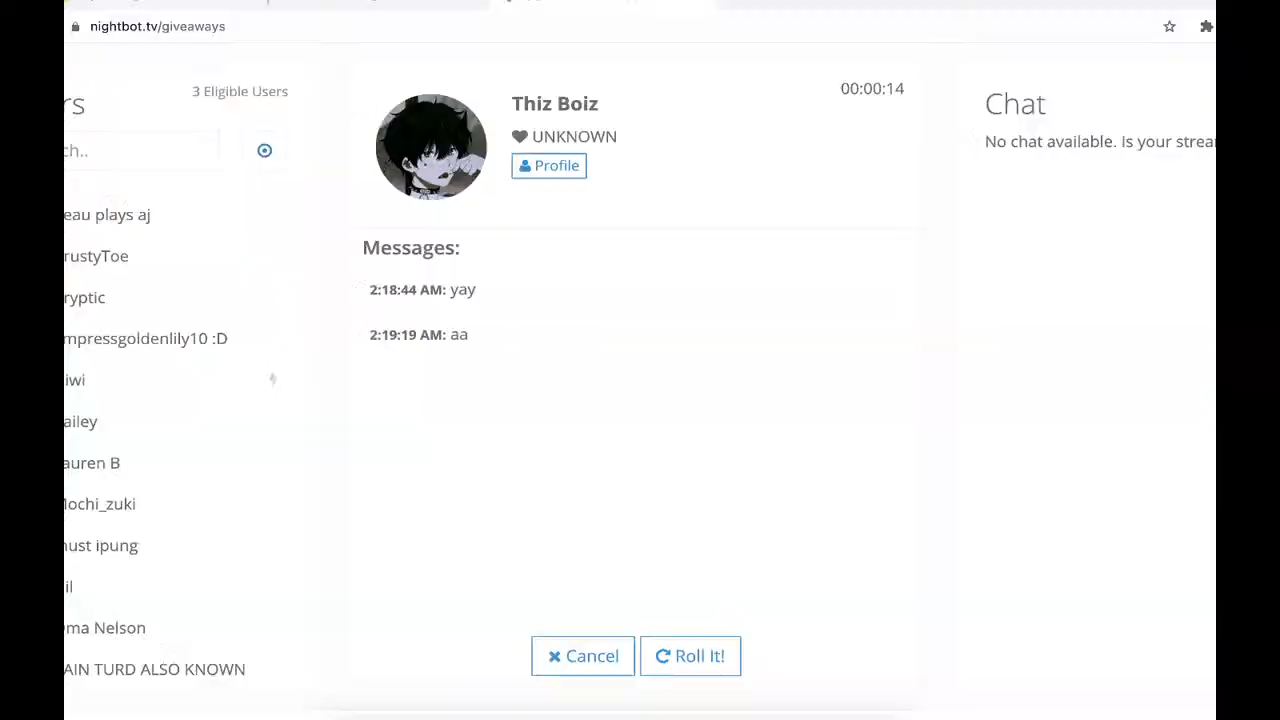 nightbot.tv/giveaways
rs
3 Eligible Users
ch..
eau plays aj
rustyToe
ryptic
mpressgoldenlily10 :D
iwi
ailey
auren B
Mochi_zuki
nust ipung
il
ma Nelson
AIN TURD ALSO KNOWN
Thiz Boiz
00:00:14
UNKNOWN
Profile
Messages:
2:18:44 AM: yay
2:19:19 AM: aa
Cancel
Roll It!
Chat
No chat available. Is your strear